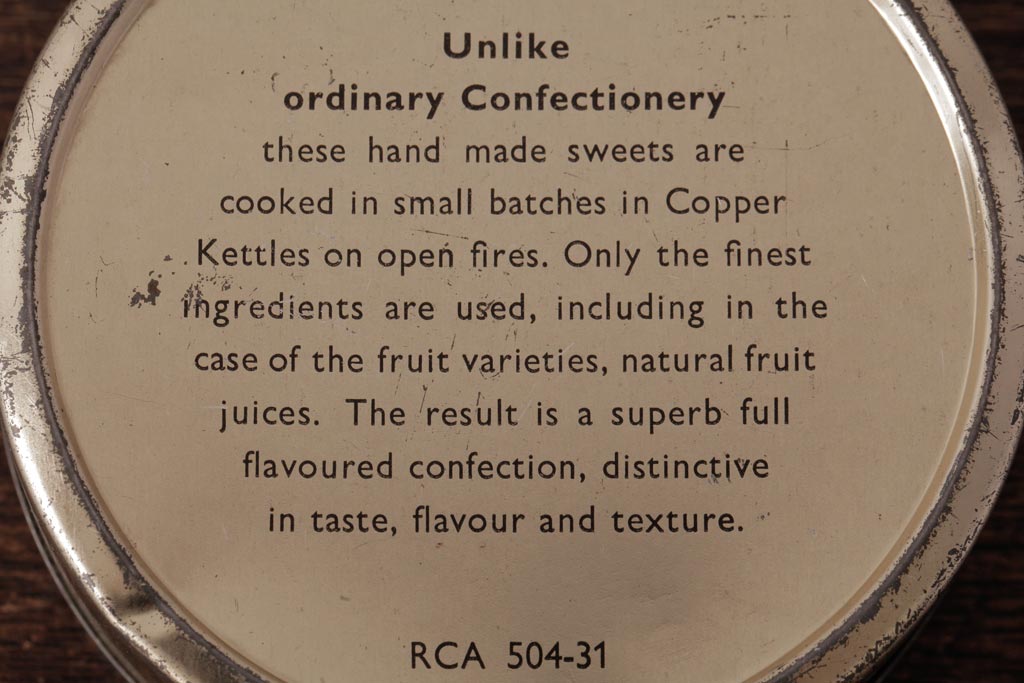 Unlike
ordinary Confectionery
these hand made sweets are
cooked in small batches in Copper
Kettles on open fires. Only the finest
ingredients are used, including in the
case of the fruit varieties, natural fruit
juices. The result is a superb full
flavoured confection, distinctive
in taste, flavour and texture.
RCA 504-31